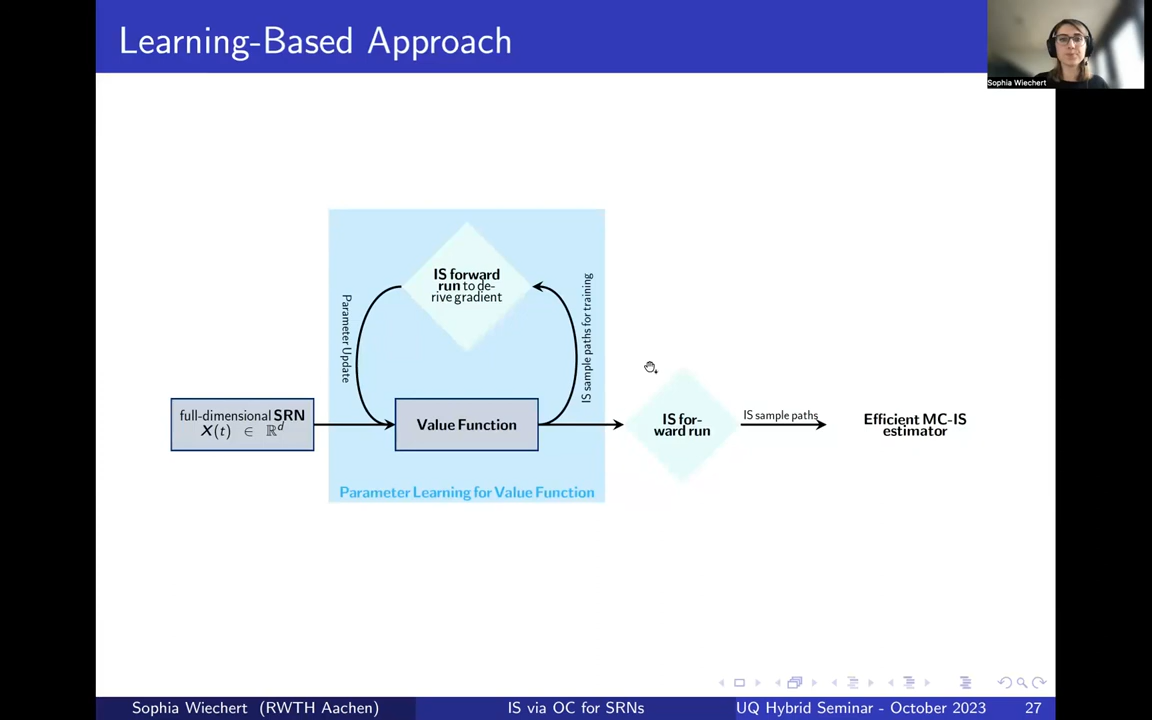 Learning-Based Approach
Sophia Wiechert
IS forward
run to de-
rive gradient
Parameter Update
IS sample paths for training
full-dimensional SRN
X(t) ∈ ℝ^d
Value Function
IS for-
ward run
IS sample paths
Efficient MC-IS
estimator
Parameter Learning for Value Function
Sophia Wiechert (RWTH Aachen)
IS via OC for SRNs
UQ Hybrid Seminar - October 2023
27